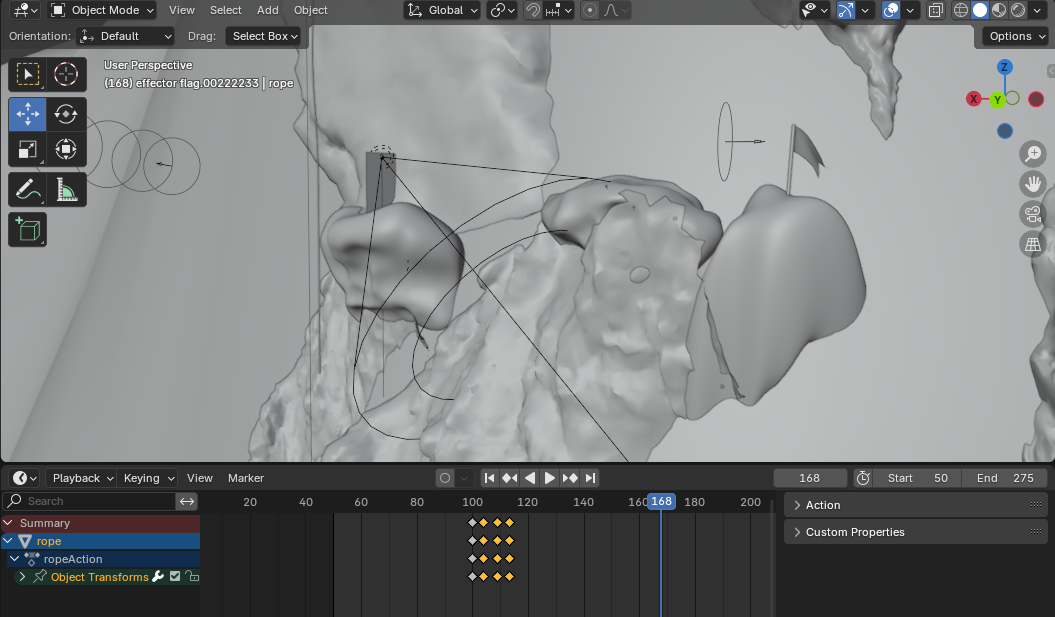 Object Mode View Select Add Object Global
Orientation: Default Drag: Select Box Options
User Perspective
(168) effector flag.00222233 | rope
Z
X Y
Playback Keying View Marker 168 Start 50 End 275
Search 20 40 60 80 100 120 140 160 168 180 200
Action
Summary
Custom Properties
rope
ropeAction
Object Transforms